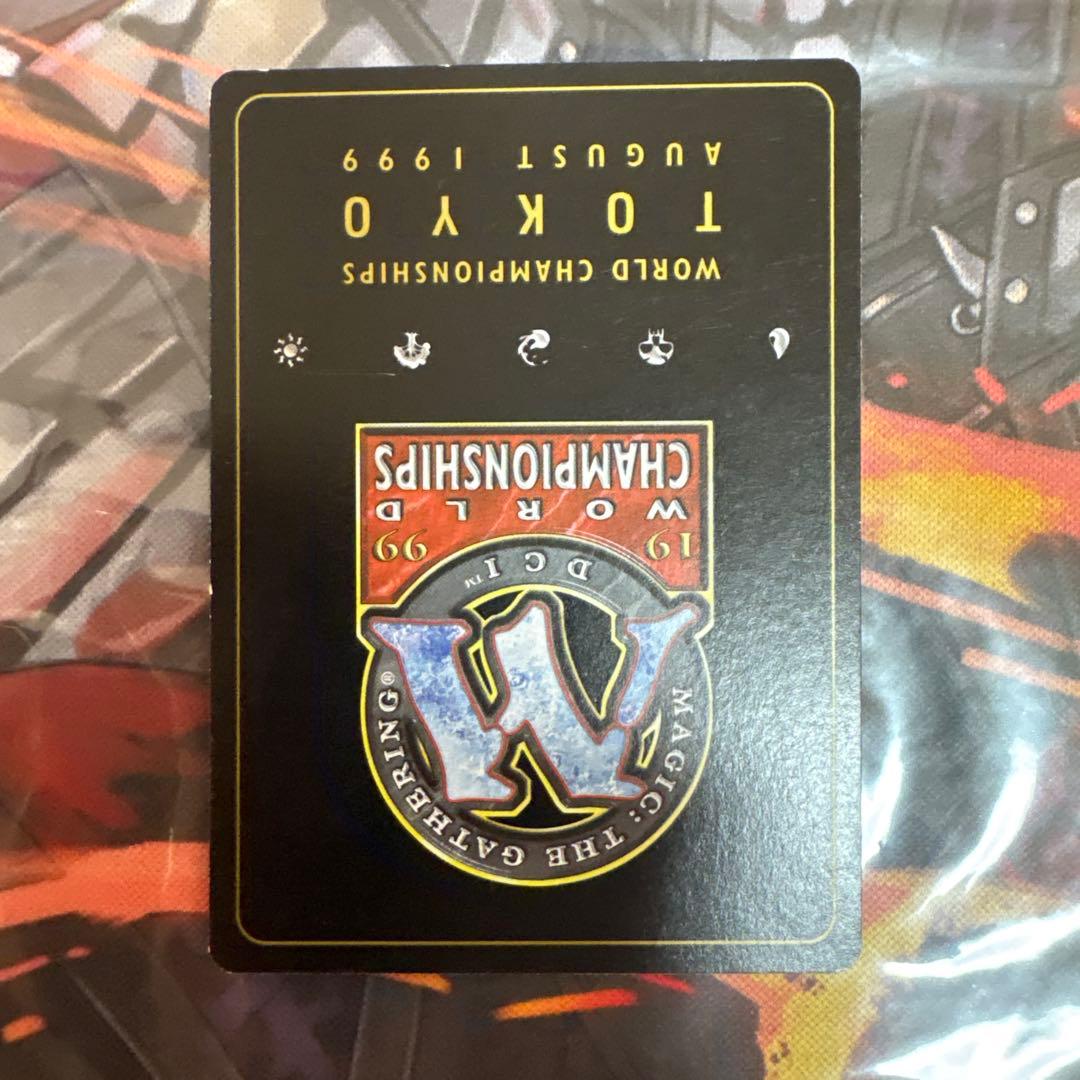 MAGIC: THE GATHERING®
DCI™
19 99
WORLD
CHAMPIONSHIPS
WORLD CHAMPIONSHIPS
TOKYO
AUGUST 1999